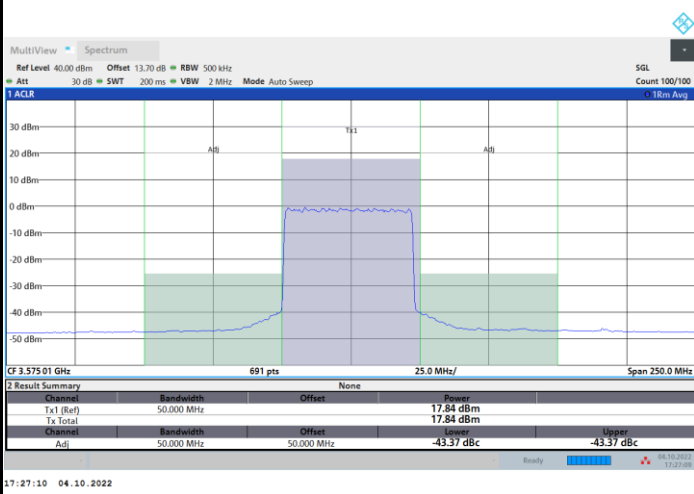 MultiView Spectrum
Ref Level 40.00 dBm Offset 13.70 dB RBW 500 kHz SGL
Att 30 dB SWT 200 ms VBW 2 MHz Mode Auto Sweep Count 100/100
1 ACLR 1Rm Avg
Tx1
30 dBm
Adj Adj
20 dBm
10 dBm
0 dBm
-10 dBm
-20 dBm
-30 dBm
-40 dBm
-50 dBm
CF 3.575 01 GHz 691 pts 25.0 MHz/ Span 250.0 MHz
2 Result Summary None
Channel Bandwidth Offset Power
Tx1 (Ref) 50.000 MHz 17.84 dBm
Tx Total 17.84 dBm
Channel Bandwidth Offset Lower Upper
Adj 50.000 MHz 50.000 MHz -43.37 dBc -43.37 dBc
Ready 04.10.2022
17:27:10 04.10.2022